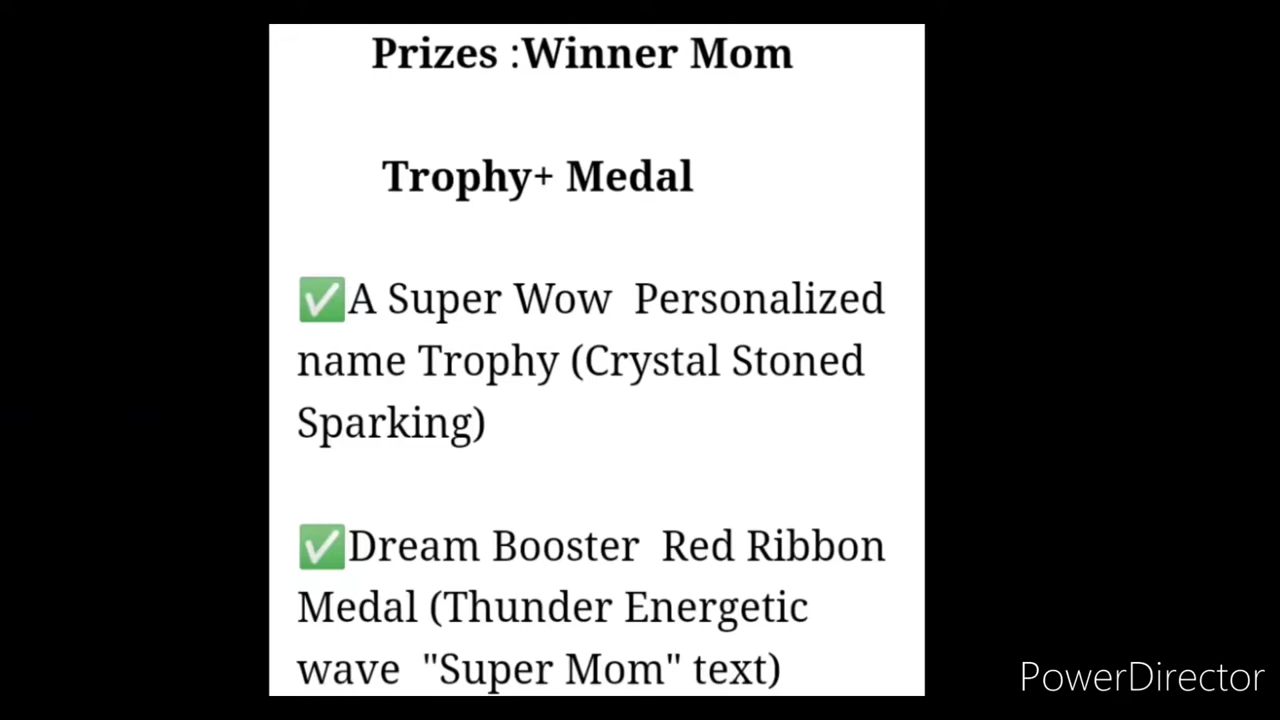 Prizes :Winner Mom
Trophy+ Medal
✅A Super Wow  Personalized
name Trophy (Crystal Stoned
Sparking)
✅Dream Booster  Red Ribbon
Medal (Thunder Energetic
wave  "Super Mom" text)
PowerDirector